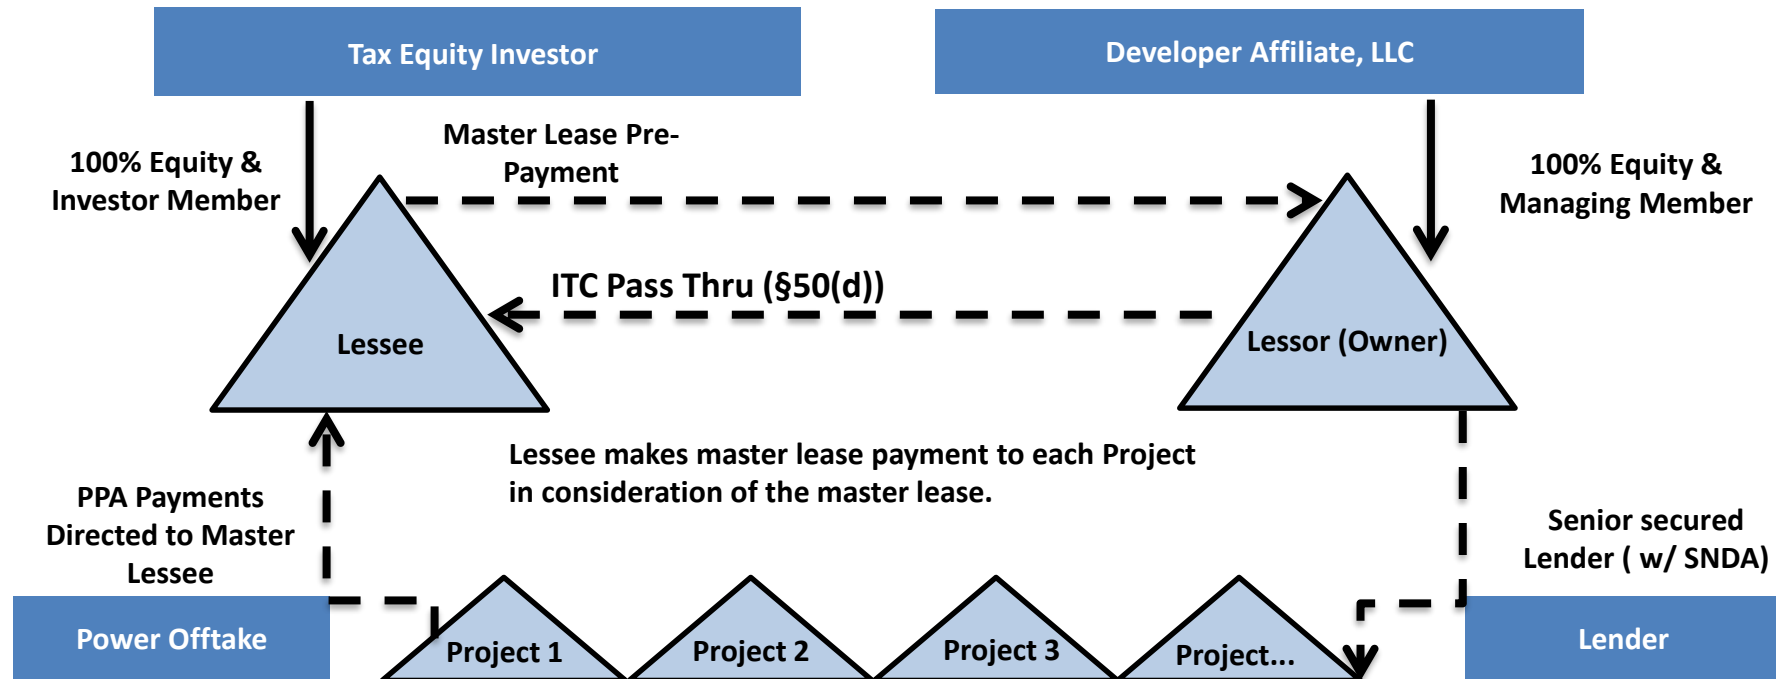 Tax Equity Investor
Developer Affiliate, LLC
100% Equity &
Investor Member
Master Lease Pre-
Payment
100% Equity &
Managing Member
ITC Pass Thru (§50(d))
Lessee
Lessor (Owner)
Lessee makes master lease payment to each Project
in consideration of the master lease.
PPA Payments
Directed to Master
Lessee
Senior secured
Lender ( w/ SNDA)
Power Offtake
Project 1
Project 2
Project 3
Project...
Lender